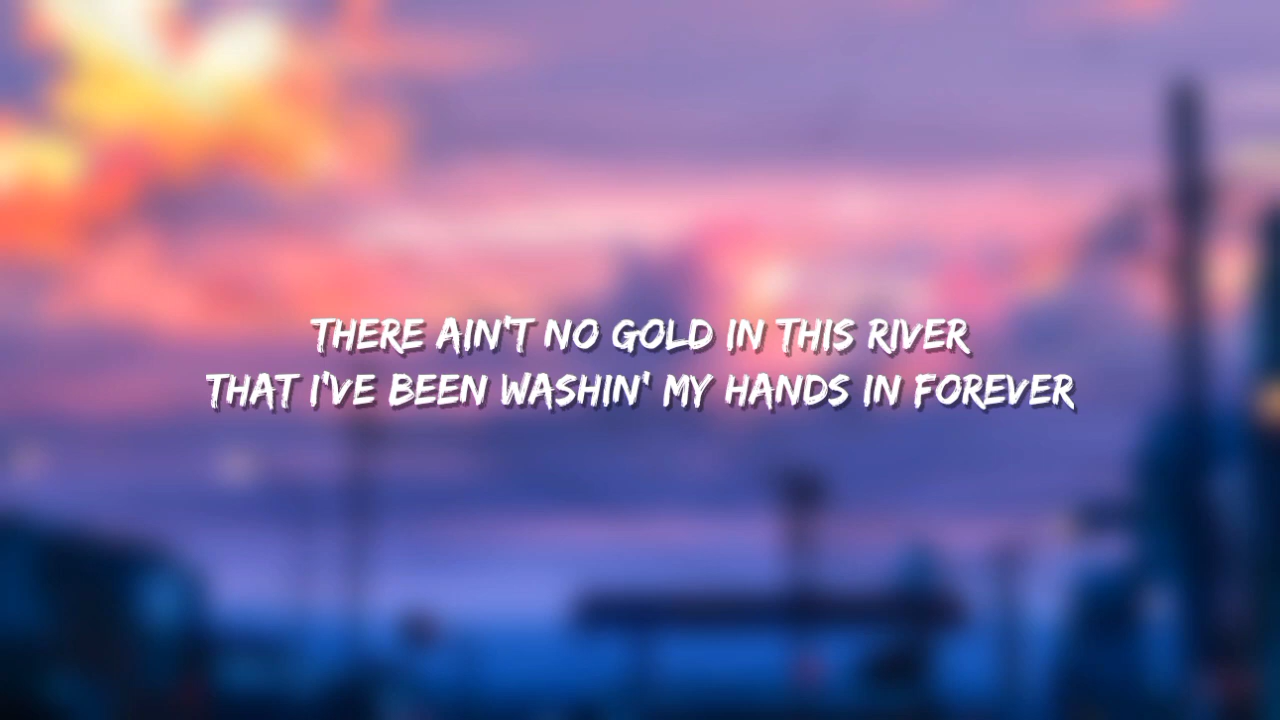 THERE AIN'T NO GOLD IN THIS RIVER
THAT I'VE BEEN WASHIN' MY HANDS IN FOREVER